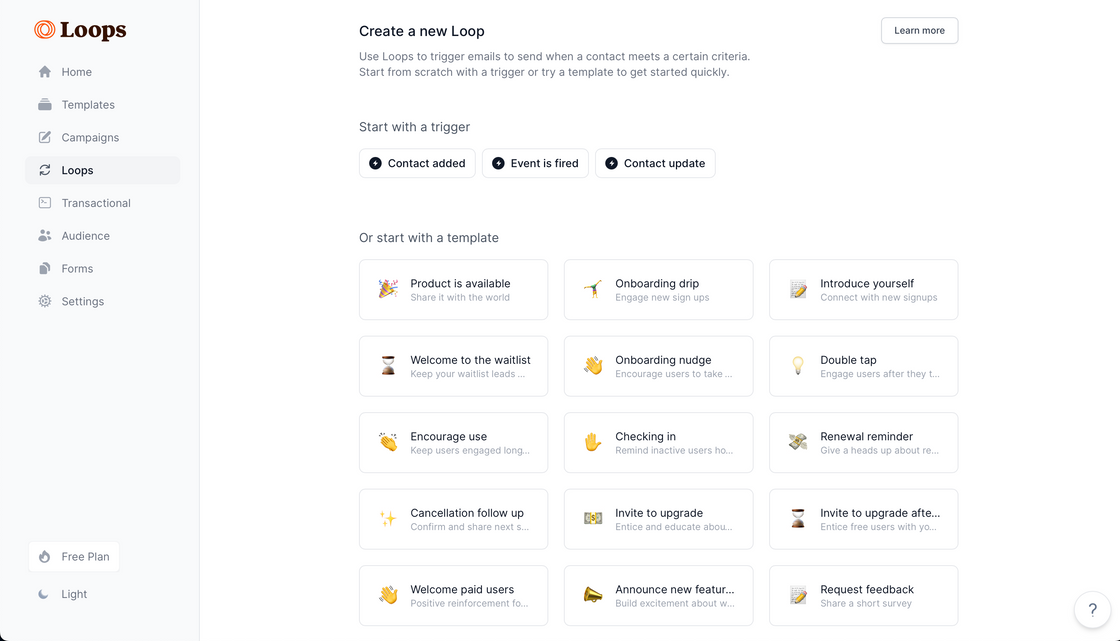 Loops
Home
Templates
Campaigns
Loops
Transactional
Audience
Forms
Settings
Free Plan
Light
Create a new Loop
Learn more
Use Loops to trigger emails to send when a contact meets a certain criteria.
Start from scratch with a trigger or try a template to get started quickly.
Start with a trigger
Contact added
Event is fired
Contact update
Or start with a template
Product is available
Share it with the world
Onboarding drip
Engage new sign ups
Introduce yourself
Connect with new signups
Welcome to the waitlist
Keep your waitlist leads ...
Onboarding nudge
Encourage users to take ...
Double tap
Engage users after they t...
Encourage use
Keep users engaged long...
Checking in
Remind inactive users ho...
Renewal reminder
Give a heads up about re...
Cancellation follow up
Confirm and share next s...
Invite to upgrade
Entice and educate abou...
Invite to upgrade afte...
Entice free users with yo...
Welcome paid users
Positive reinforcement fo...
Announce new featur...
Build excitement about w...
Request feedback
Share a short survey
?